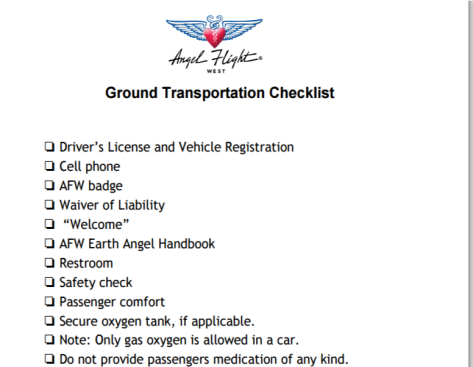 Angel Flight
WEST
Ground Transportation Checklist
❏ Driver’s License and Vehicle Registration
❏ Cell phone
❏ AFW badge
❏ Waiver of Liability
❏ “Welcome”
❏ AFW Earth Angel Handbook
❏ Restroom
❏ Safety check
❏ Passenger comfort
❏ Secure oxygen tank, if applicable.
❏ Note: Only gas oxygen is allowed in a car.
❏ Do not provide passengers medication of any kind.